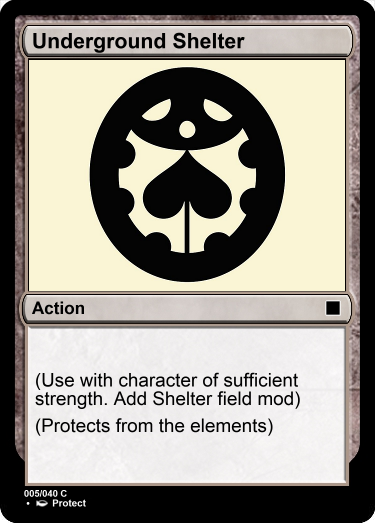 Underground Shelter
Action
(Use with character of sufficient
strength. Add Shelter field mod)
(Protects from the elements)
005/040 C
• Protect